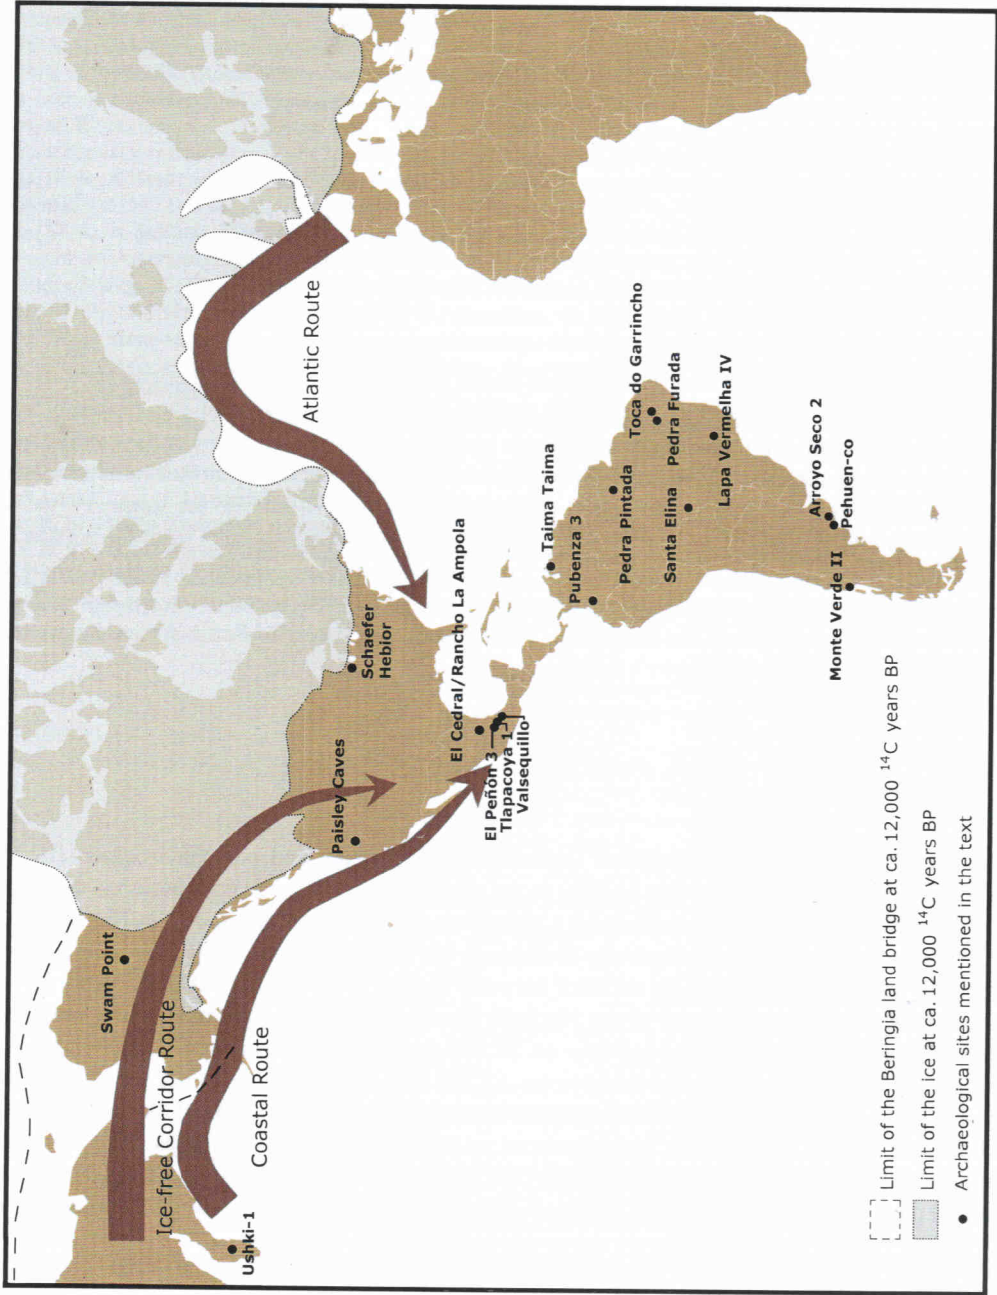 Swam Point
Ice-free Corridor Route
Ushki-1
Coastal Route
Paisley Caves
Schaefer
Hebior
Atlantic Route
El Cedral/Rancho La Ampola
El Peñón 3
Tlapacoya 1
Valsequillo
Taima Taima
Pubenza 3
Pedra Pintada
Toca do Garrincho
Pedra Furada
Santa Elina
Lapa Vermelha IV
Arroyo Seco 2
Pehuen-co
Monte Verde II
Limit of the Beringia land bridge at ca. 12,000 ¹⁴C years BP
Limit of the ice at ca. 12,000 ¹⁴C years BP
Archaeological sites mentioned in the text